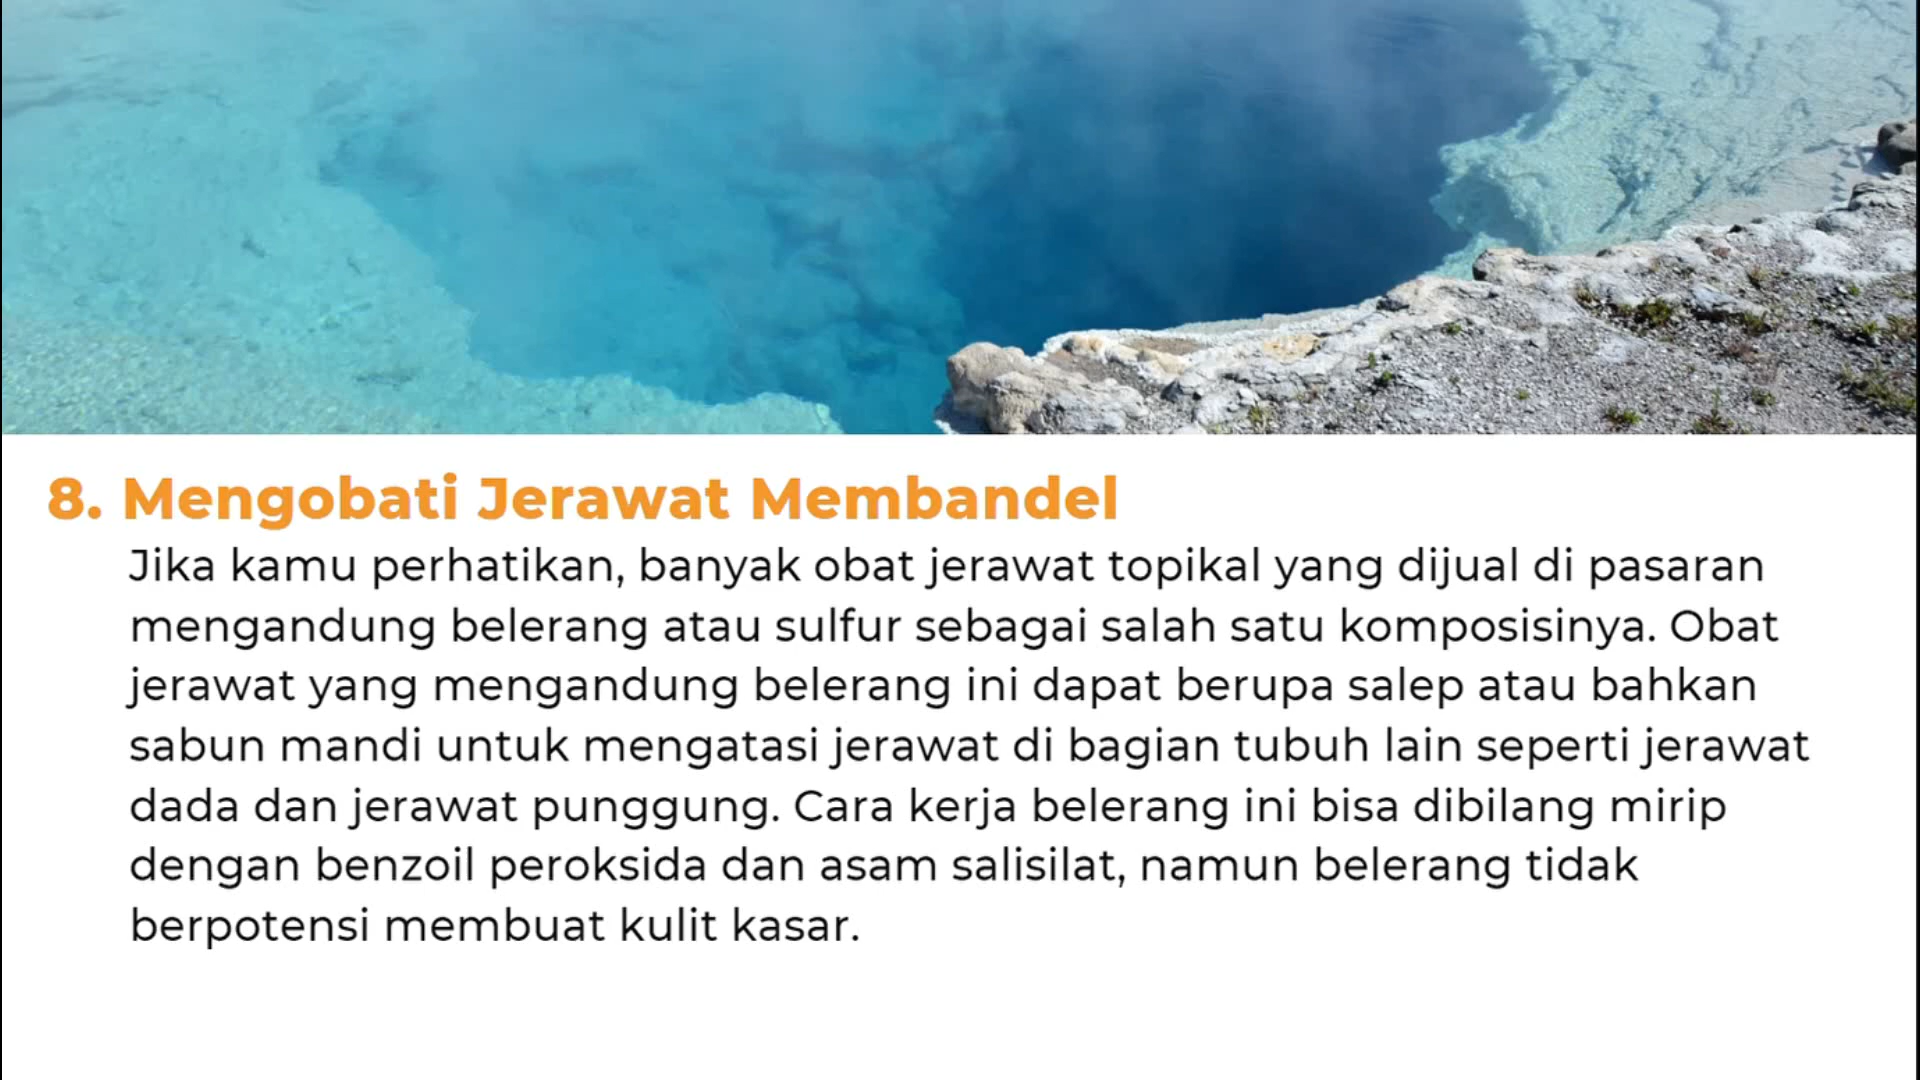 8. Mengobati Jerawat Membandel
Jika kamu perhatikan, banyak obat jerawat topikal yang dijual di pasaran
mengandung belerang atau sulfur sebagai salah satu komposisinya. Obat
jerawat yang mengandung belerang ini dapat berupa salep atau bahkan
sabun mandi untuk mengatasi jerawat di bagian tubuh lain seperti jerawat
dada dan jerawat punggung. Cara kerja belerang ini bisa dibilang mirip
dengan benzoil peroksida dan asam salisilat, namun belerang tidak
berpotensi membuat kulit kasar.